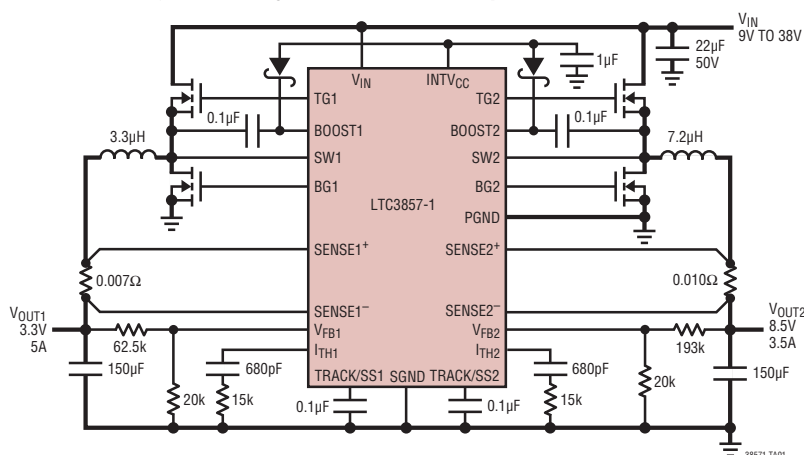 VIN
9V TO 38V
22µF
50V
1µF
VIN
INTVCC
TG1
TG2
0.1µF
0.1µF
BOOST1
BOOST2
3.3µH
7.2µH
SW1
SW2
BG1
BG2
LTC3857-1
PGND
SENSE1+
SENSE2+
0.007Ω
0.010Ω
SENSE1–
SENSE2–
VOUT1
3.3V
5A
VOUT2
8.5V
3.5A
VFB1
VFB2
62.5k
193k
ITH1
ITH2
150µF
680pF
680pF
150µF
TRACK/SS1
SGND
TRACK/SS2
20k
15k
0.1µF
0.1µF
15k
20k
38571 TA01